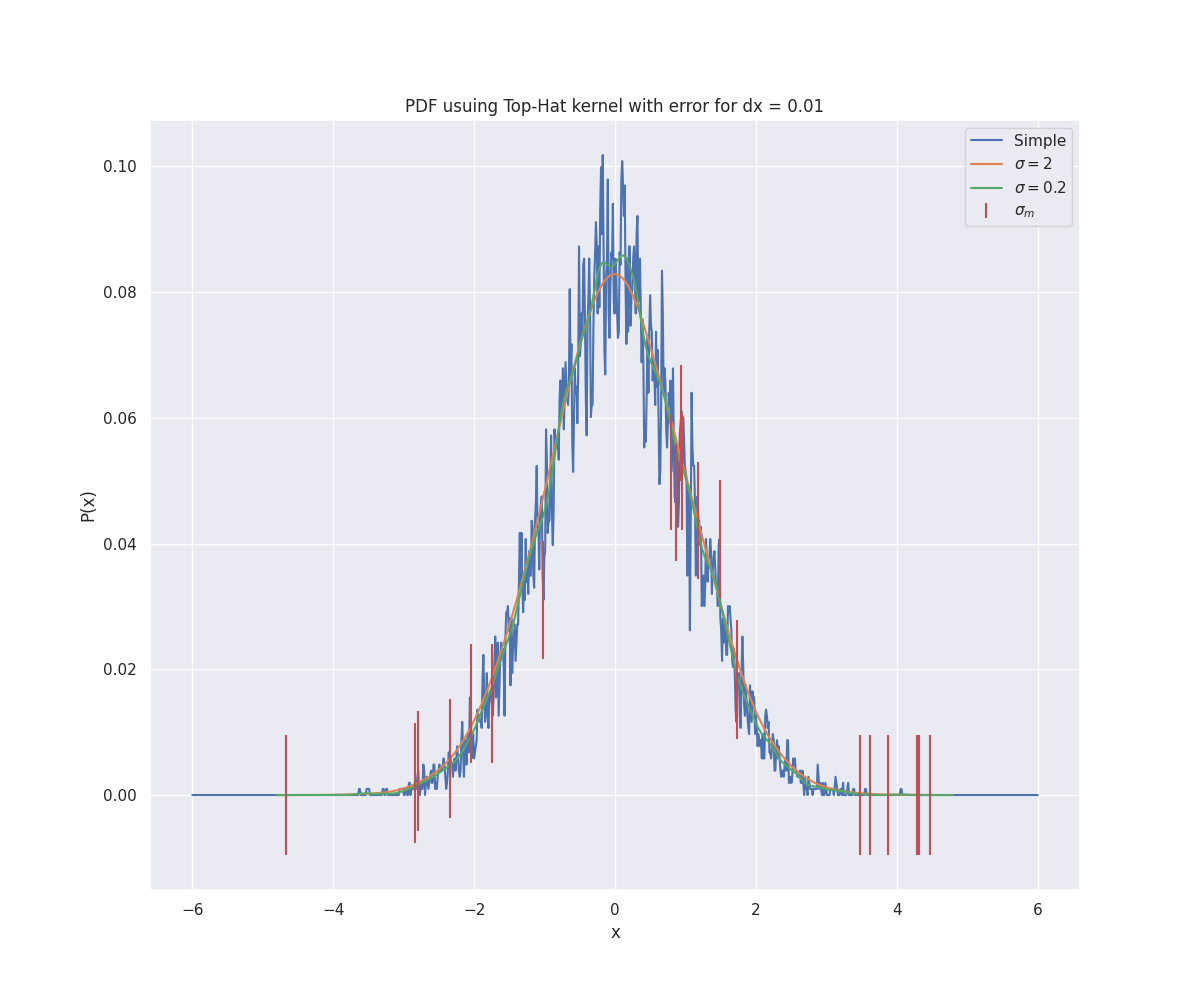 PDF usuing Top-Hat kernel with error for dx = 0.01
Simple
σ = 2
σ = 0.2
σm
P(x)
0.10
0.08
0.06
0.04
0.02
0.00
−6
−4
−2
0
2
4
6
x